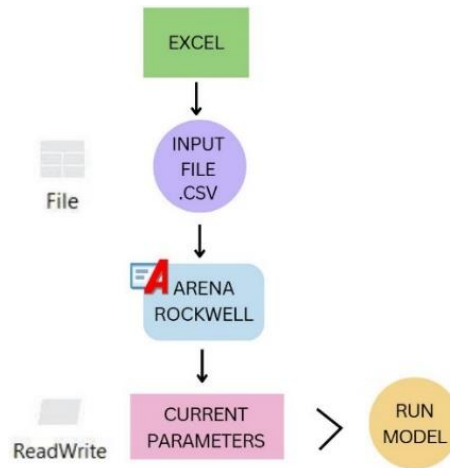 EXCEL
INPUT
FILE
.CSV
File
A
ARENA
ROCKWELL
ReadWrite
CURRENT
PARAMETERS
>
RUN
MODEL